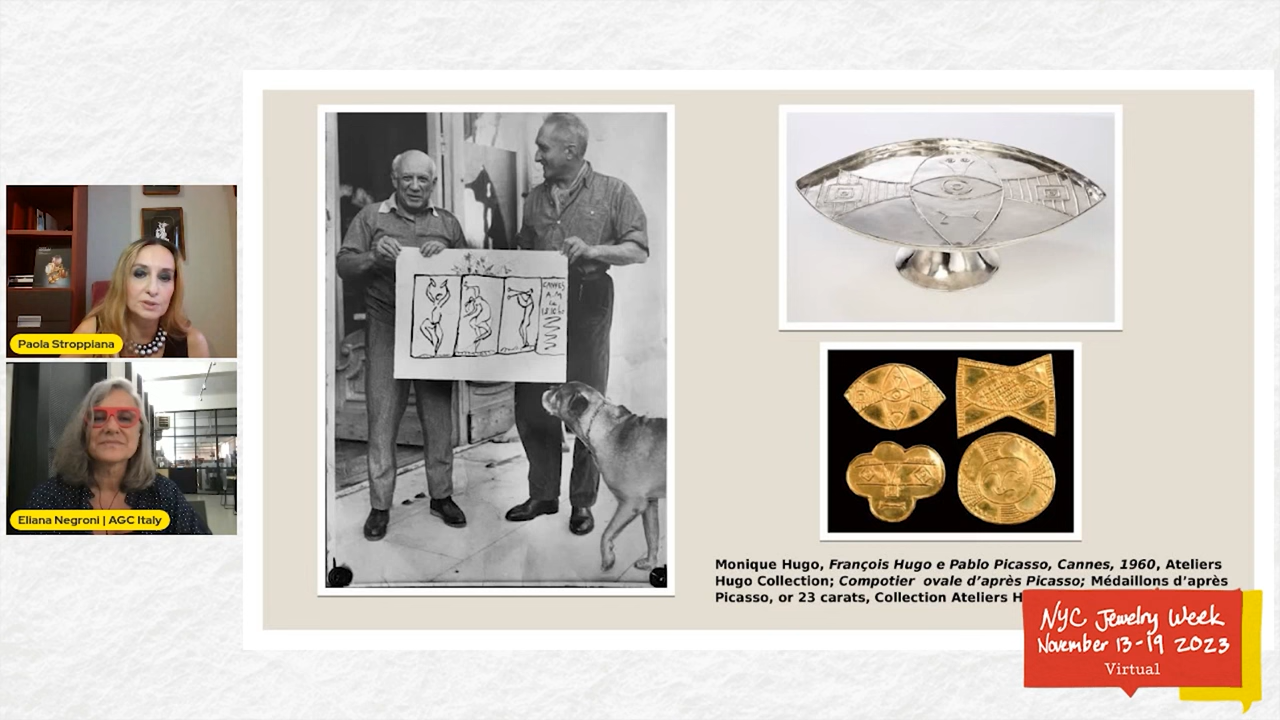 Paola Stroppiana
Eliana Negroni | AGC Italy
CANNES
A.M
Monique Hugo, François Hugo e Pablo Picasso, Cannes, 1960, Ateliers
Hugo Collection; Compotier ovale d’après Picasso; Médaillons d’après
Picasso, or 23 carats, Collection Ateliers H
NYC Jewelry Week
November 13-19 2023
Virtual